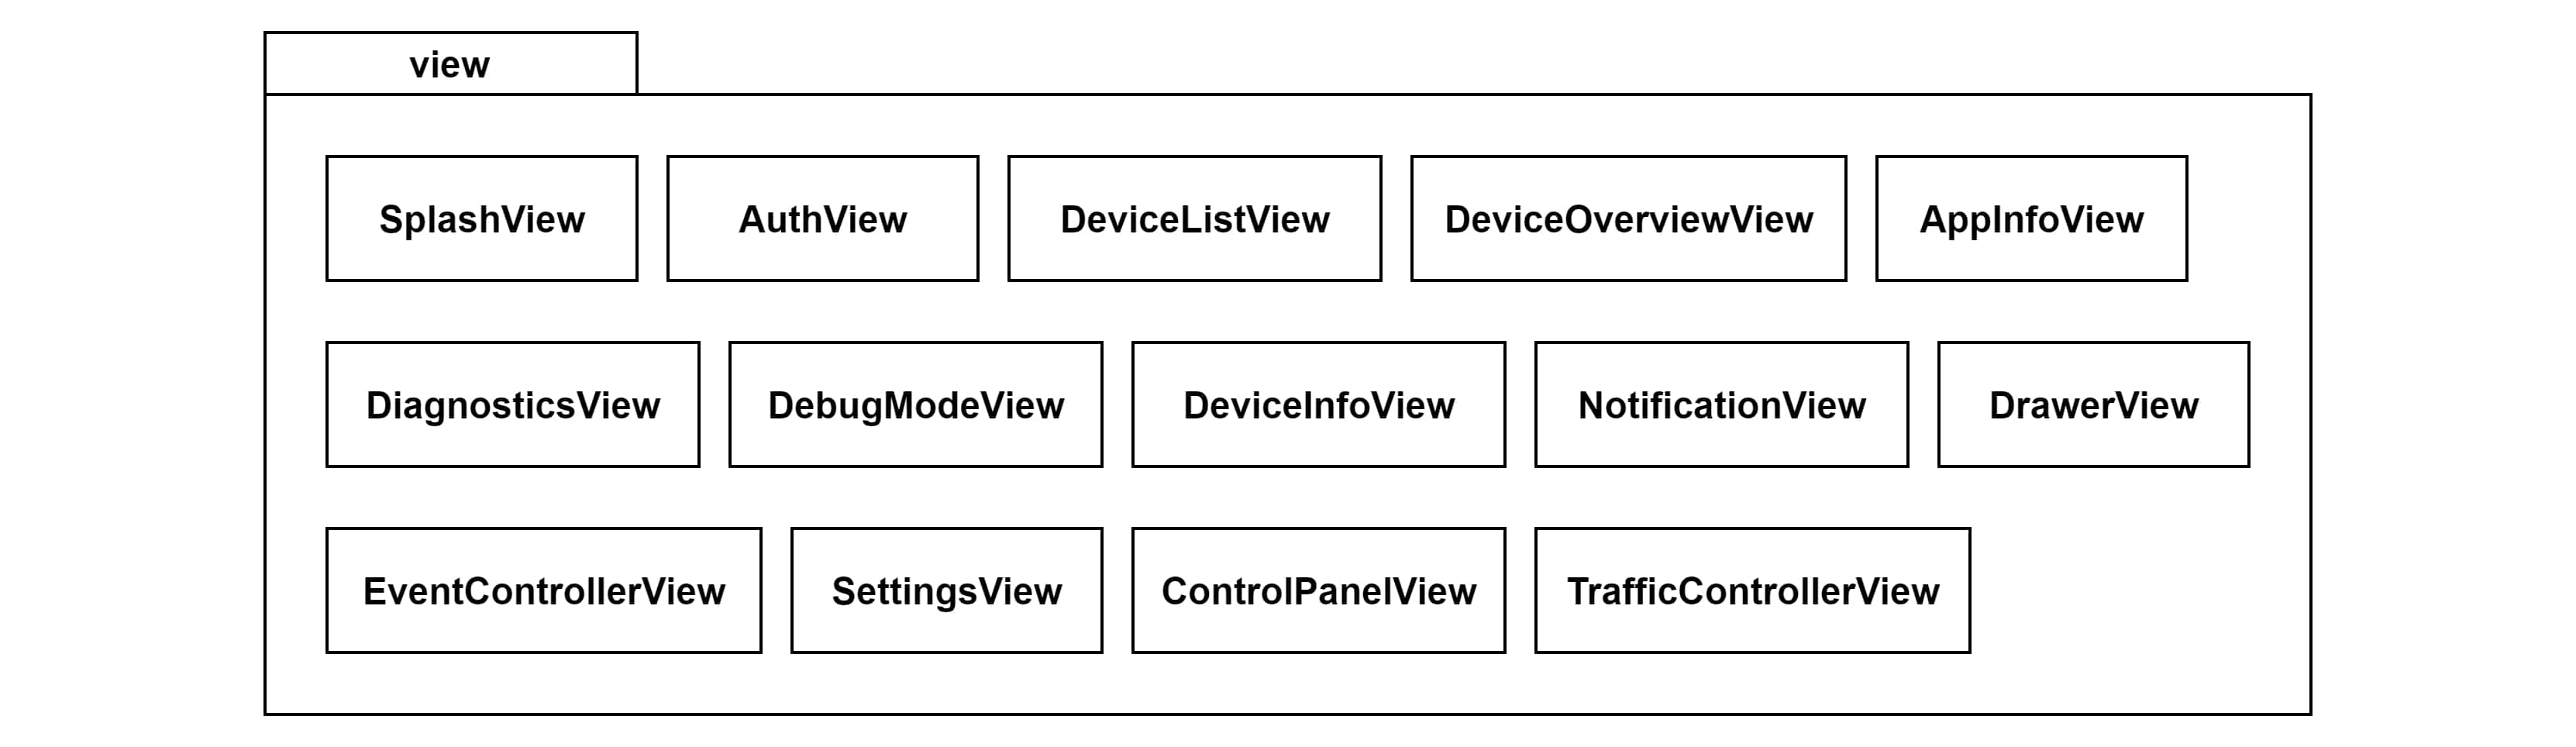 view
SplashView
AuthView
DeviceListView
DeviceOverviewView
AppInfoView
DiagnosticsView
DebugModeView
DeviceInfoView
NotificationView
DrawerView
EventControllerView
SettingsView
ControlPanelView
TrafficControllerView